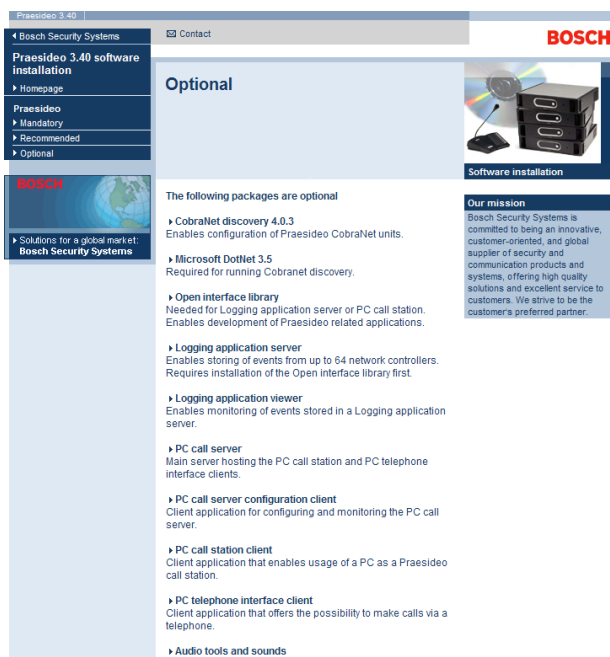 Praesideo 3.40
Bosch Security Systems
Praesideo 3.40 software
installation
Homepage
Praesideo
Mandatory
Recommended
Optional
BOSCH
Solutions for a global market:
Bosch Security Systems
Contact
BOSCH
Optional
The following packages are optional
CobraNet discovery 4.0.3
Enables configuration of Praesideo CobraNet units.
Microsoft DotNet 3.5
Required for running Cobranet discovery.
Open interface library
Needed for Logging application server or PC call station.
Enables development of Praesideo related applications.
Logging application server
Enables storing of events from up to 64 network controllers.
Requires installation of the Open interface library first.
Logging application viewer
Enables monitoring of events stored in a Logging application
server.
PC call server
Main server hosting the PC call station and PC telephone
interface clients.
PC call server configuration client
Client application for configuring and monitoring the PC call
server.
PC call station client
Client application that enables usage of a PC as a Praesideo
call station.
PC telephone interface client
Client application that offers the possibility to make calls via a
telephone.
Audio tools and sounds
Software installation
Our mission
Bosch Security Systems is
committed to being an innovative,
customer-oriented, and global
supplier of security and
communication products and
systems, offering high quality
solutions and excellent service to
customers. We strive to be the
customer's preferred partner.